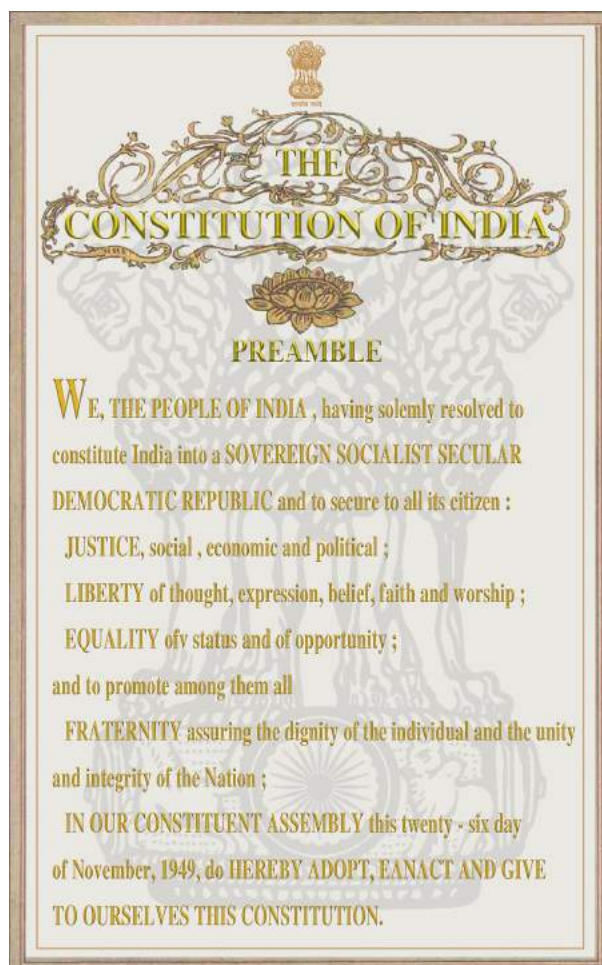 THE
CONSTITUTION OF INDIA
PREAMBLE
WE, THE PEOPLE OF INDIA , having solemly resolved to
constitute India into a SOVEREIGN SOCIALIST SECULAR
DEMOCRATIC REPUBLIC and to secure to all its citizen :
JUSTICE, social , economic and political ;
LIBERTY of thought, expression, belief, faith and worship ;
EQUALITY ofv status and of opportunity ;
and to promote among them all
FRATERNITY assuring the dignity of the individual and the unity
and integrity of the Nation ;
IN OUR CONSTITUENT ASSEMBLY this twenty - six day
of November, 1949, do HEREBY ADOPT, EANACT AND GIVE
TO OURSELVES THIS CONSTITUTION.